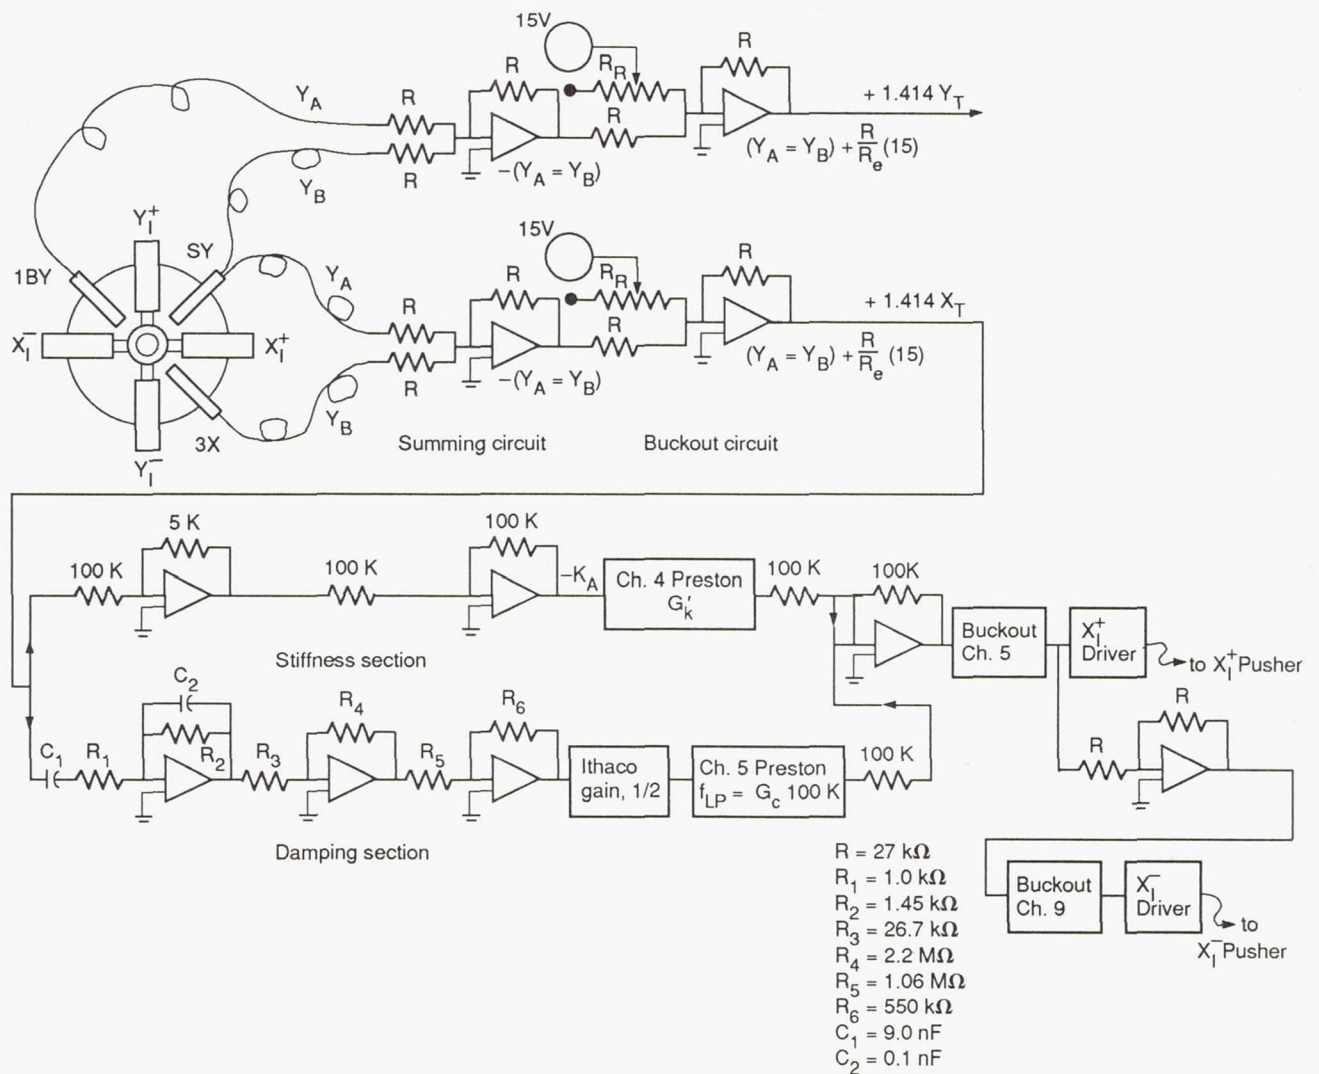 15V
R
R
R_R
R
Y_A
R
+ 1.414 Y_T
R
Y_B
R
-(Y_A = Y_B)
(Y_A = Y_B) + R/R_e (15)
Y_I^+
SY
1BY
15V
Y_A
R
R
R_R
R
R
+ 1.414 X_T
X_I^-
X_I^+
Y_B
R
-(Y_A = Y_B)
(Y_A = Y_B) + R/R_e (15)
3X
Y_I^-
Summing circuit
Buckout circuit
5 K
100 K
100 K
100 K
-K_A
Ch. 4 Preston
G'_k
100 K
100K
Stiffness section
Buckout
Ch. 5
X_I^+
Driver
to X_I^+ Pusher
C_2
R_4
R_6
R
C_1
R_1
R_2
R_3
R_5
Ithaco
gain, 1/2
Ch. 5 Preston
f_LP = G_c 100 K
100 K
R
Damping section
R = 27 kΩ
R_1 = 1.0 kΩ
R_2 = 1.45 kΩ
R_3 = 26.7 kΩ
R_4 = 2.2 MΩ
R_5 = 1.06 MΩ
R_6 = 550 kΩ
C_1 = 9.0 nF
C_2 = 0.1 nF
Buckout
Ch. 9
X_I^-
Driver
to
X_I^- Pusher